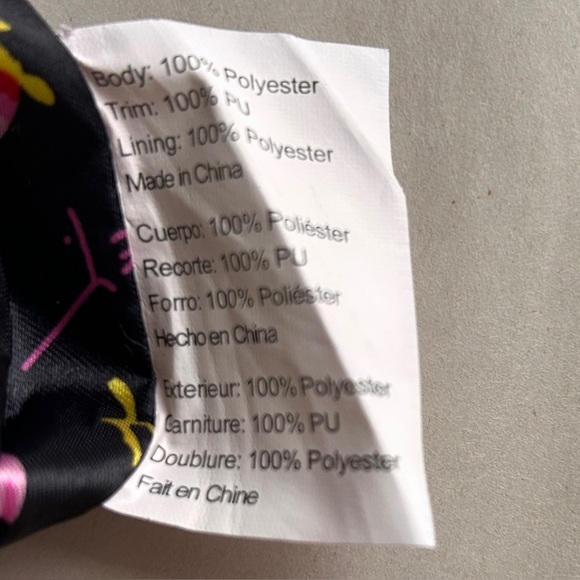 Body: 100% Polyester
Trim: 100% PU
Lining: 100% Polyester
Made in China
Cuerpo: 100% Poliéster
Recorte: 100% PU
Forro: 100% Poliéster
Hecho en China
Exterieur: 100% Polyester
Garniture: 100% PU
Doublure: 100% Polyester
Fait en Chine